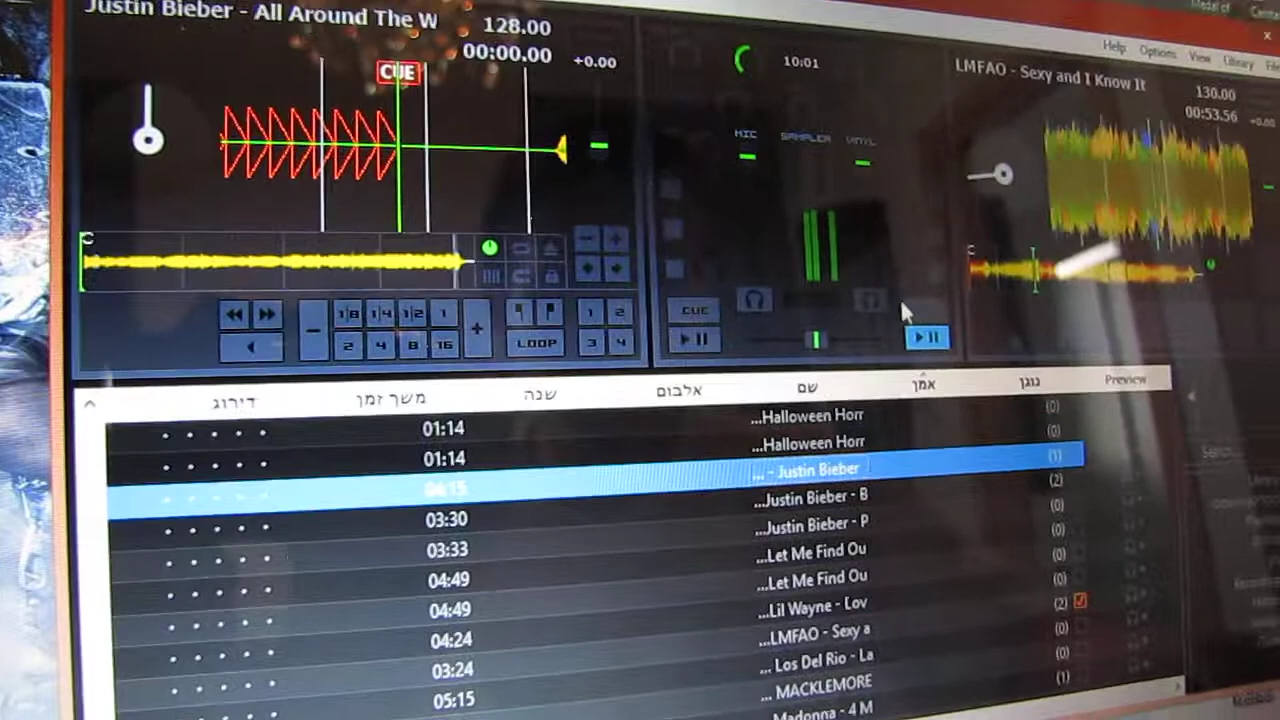 Justin Bieber - All Around The W
128.00
00:00.00
+0.00
CUE
10:01
MIC SAMPLER VINYL
Help Options View Library
LMFAO - Sexy and I Know It
130.00
00:53.56
+0.00
C
C
- 1/8 1/4 1/2 1 +
2 4 8 16
LOOP
1 2
3 4
CUE
דירוג משך זמן שנה אלבום שם אמן נוגן Preview
01:14 ...Halloween Horr (0)
01:14 ...Halloween Horr (0)
04:15 ... - Justin Bieber (1)
03:30 ...Justin Bieber - B (2)
03:33 ...Justin Bieber - P (0)
04:49 ...Let Me Find Ou (0)
04:49 ...Let Me Find Ou (0)
04:24 ...Lil Wayne - Lov (0)
03:24 ...LMFAO - Sexy a (2)
05:15 ... Los Del Rio - La (0)
... MACKLEMORE (0)
Madonna - 4 M (1)